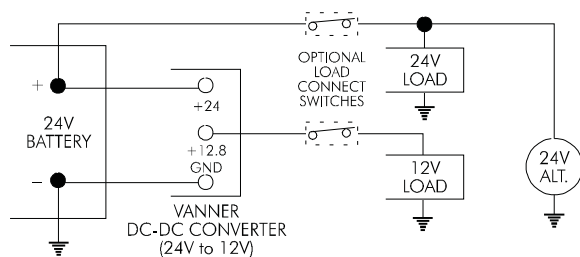 OPTIONAL
LOAD
CONNECT
SWITCHES
24V
LOAD
+
+24
24V
BATTERY
+12.8
GND
–
12V
LOAD
24V
ALT.
VANNER
DC-DC CONVERTER
(24V to 12V)